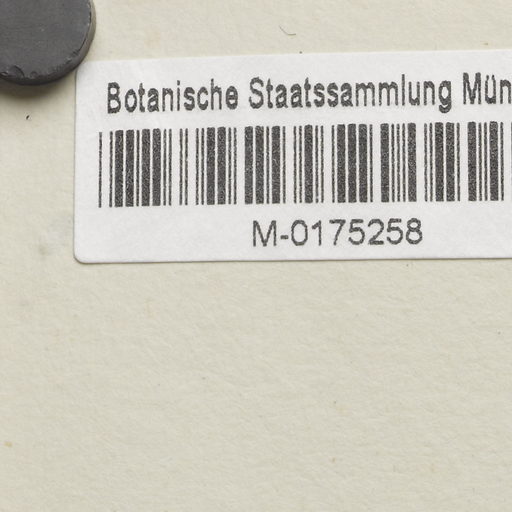 Botanische Staatssammlung Mün
M-0175258